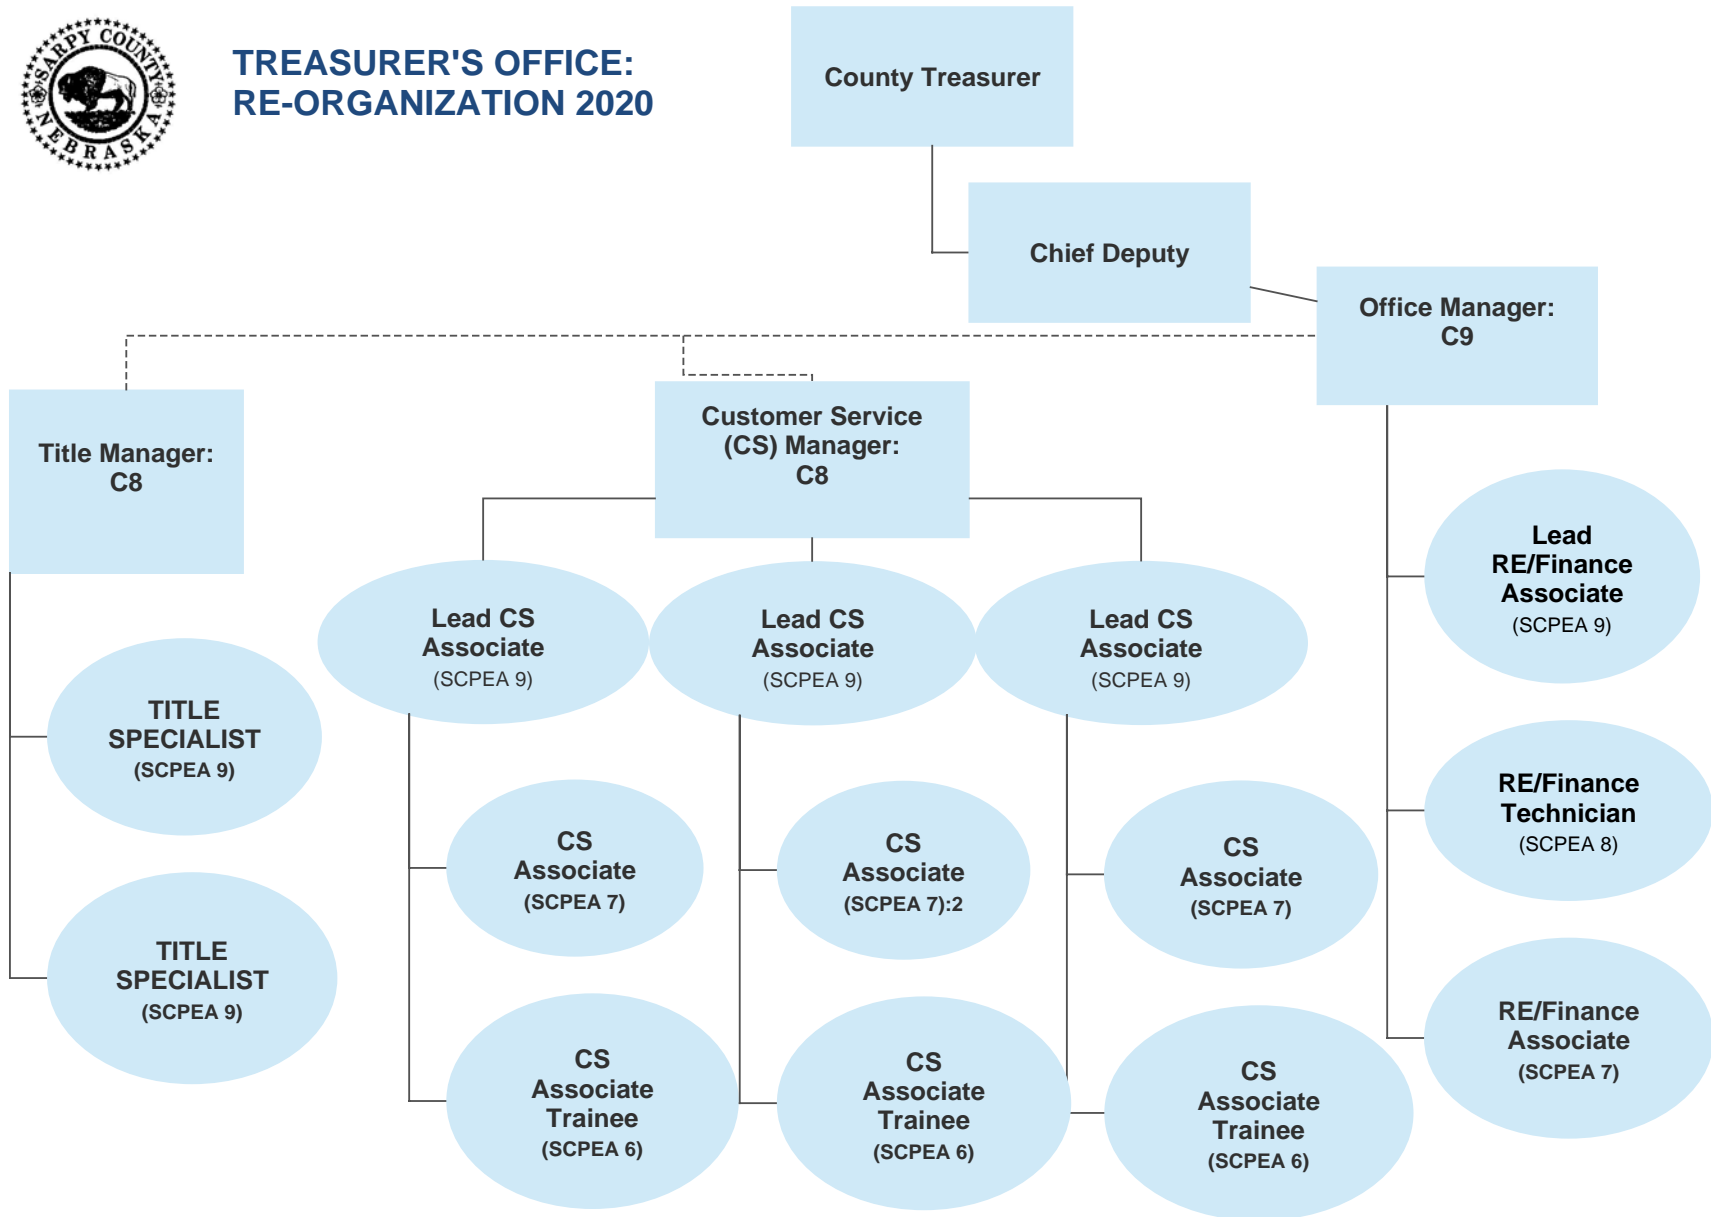 SARPY COUNTY
NEBRASKA
TREASURER'S OFFICE:
RE-ORGANIZATION 2020
County Treasurer
Chief Deputy
Office Manager:
C9
Title Manager:
C8
Customer Service
(CS) Manager:
C8
Lead
RE/Finance
Associate
(SCPEA 9)
Lead CS
Associate
(SCPEA 9)
Lead CS
Associate
(SCPEA 9)
Lead CS
Associate
(SCPEA 9)
TITLE
SPECIALIST
(SCPEA 9)
RE/Finance
Technician
(SCPEA 8)
CS
Associate
(SCPEA 7)
CS
Associate
(SCPEA 7):2
CS
Associate
(SCPEA 7)
TITLE
SPECIALIST
(SCPEA 9)
RE/Finance
Associate
(SCPEA 7)
CS
Associate
Trainee
(SCPEA 6)
CS
Associate
Trainee
(SCPEA 6)
CS
Associate
Trainee
(SCPEA 6)